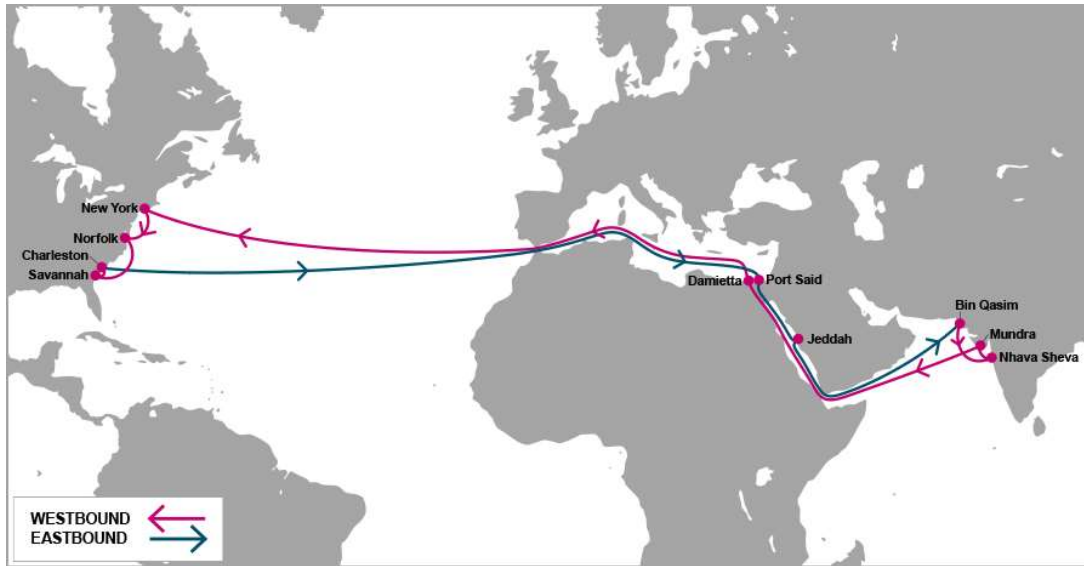 New York
Norfolk
Charleston
Savannah
Damietta
Port Said
Jeddah
Bin Qasim
Mundra
Nhava Sheva
WESTBOUND
EASTBOUND